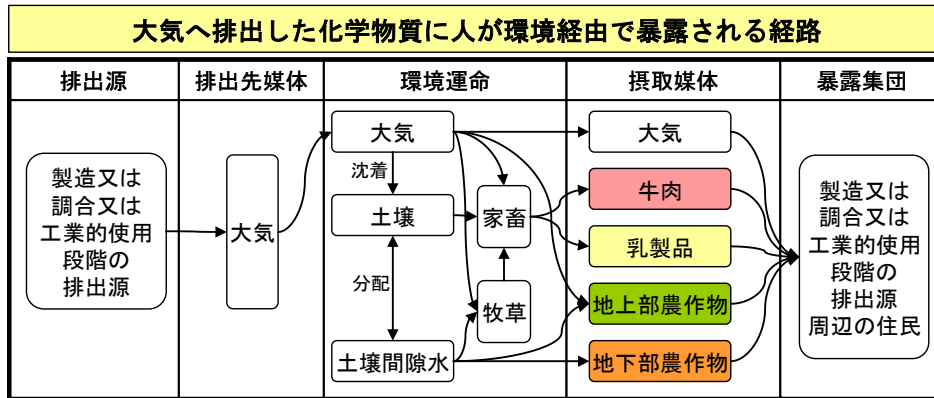 大気へ排出した化学物質に人が環境経由で暴露される経路
排出源
排出先媒体
環境運命
摂取媒体
暴露集団
製造又は
調合又は
工業的使用
段階の
排出源
大気
大気
沈着
土壌
分配
土壌間隙水
家畜
牧草
大気
牛肉
乳製品
地上部農作物
地下部農作物
製造又は
調合又は
工業的使用
段階の
排出源
周辺の住民